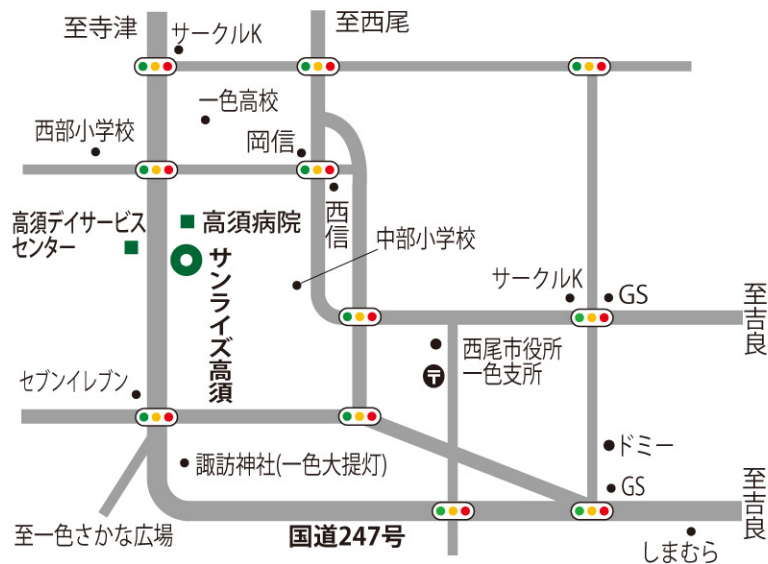 至寺津
サークルK
至西尾
一色高校
西部小学校
岡信
高須デイサービス
センター
高須病院
西信
中部小学校
サンライズ高須
サークルK
GS
至吉良
西尾市役所
一色支所
〒
セブンイレブン
諏訪神社(一色大提灯)
ドミー
GS
至吉良
至一色さかな広場
国道247号
しまむら